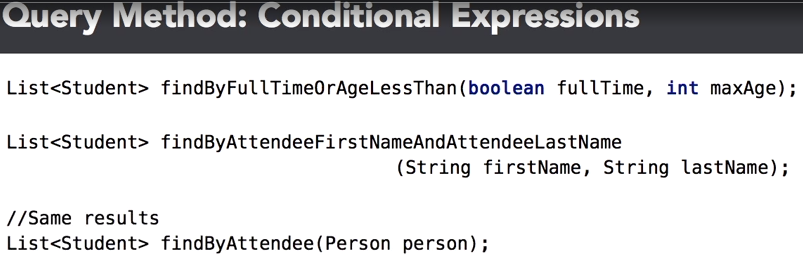 Query Method: Conditional Expressions
List<Student> findByFullTimeOrAgeLessThan(boolean fullTime, int maxAge);
List<Student> findByAttendeeFirstNameAndAttendeeLastName
(String firstName, String lastName);
//Same results
List<Student> findByAttendee(Person person);